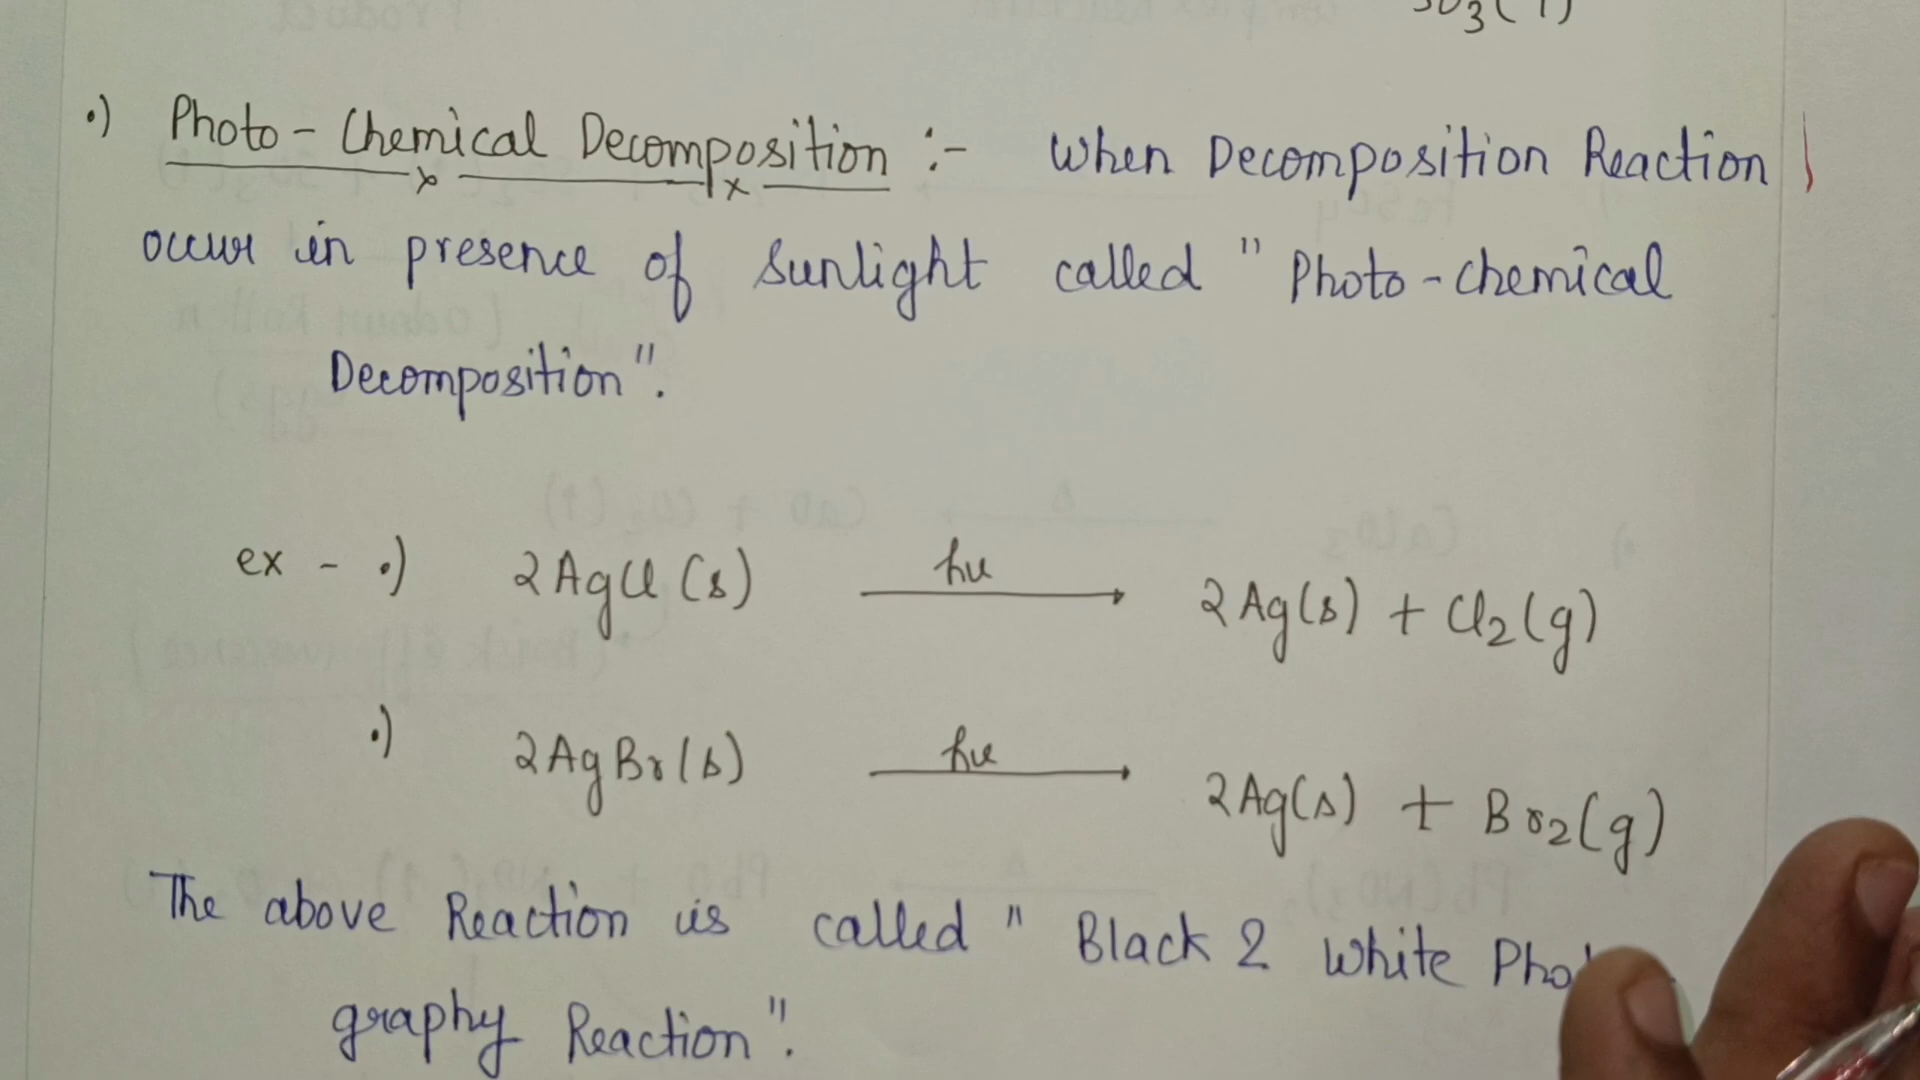 SO3(↑)
•) Photo - Chemical Decomposition :- When Decomposition Reaction
occur in presence of Sunlight called " Photo - chemical
Decomposition".
ex - •) 2AgCl (s) hν → 2Ag(s) + Cl2(g)
•) 2AgBr(s) hν → 2Ag(s) + Br2(g)
The above Reaction is called " Black 2 White
graphy Reaction".